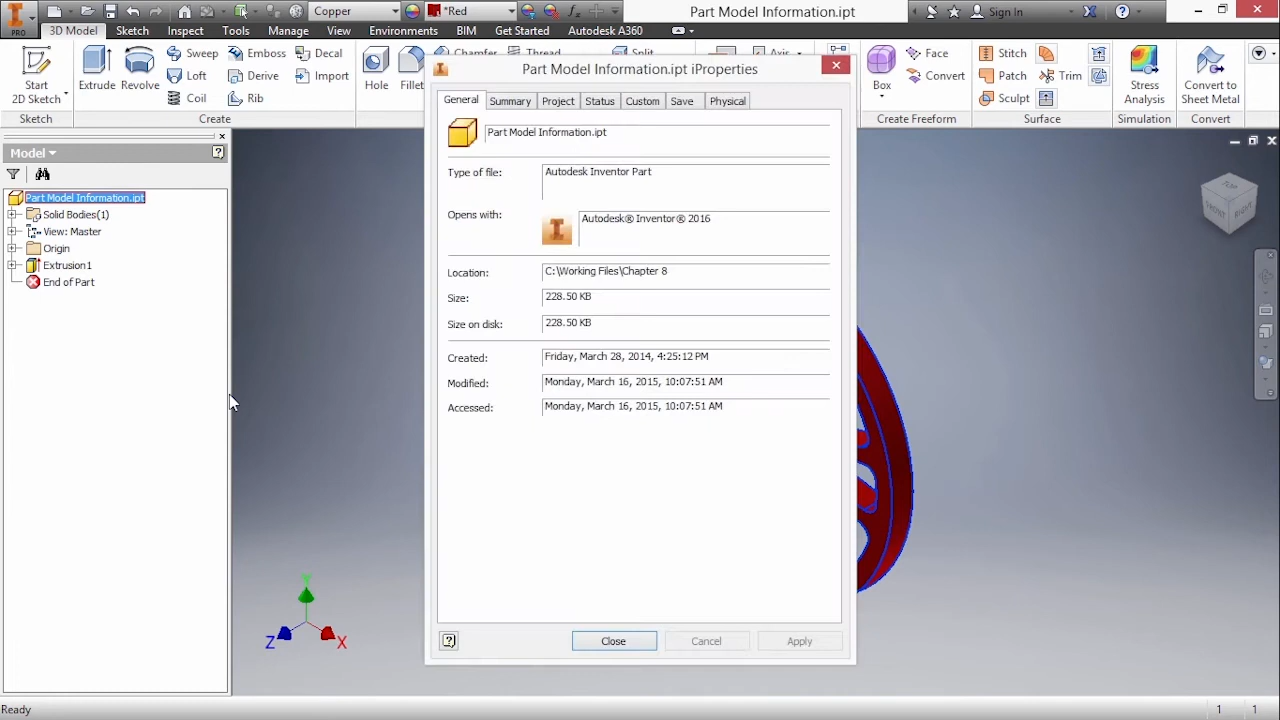 PRO
Copper
*Red
fx
Part Model Information.ipt
Sign In
3D Model
Sketch
Inspect
Tools
Manage
View
Environments
BIM
Get Started
Autodesk A360
Start
2D Sketch
Extrude
Revolve
Sweep
Loft
Coil
Emboss
Derive
Rib
Decal
Import
Hole
Fillet
Chamfer
Thread
Split
Axis
Box
Face
Convert
Stitch
Patch
Sculpt
Trim
Stress
Analysis
Convert to
Sheet Metal
Sketch
Create
Create Freeform
Surface
Simulation
Convert
Model
Part Model Information.ipt
Solid Bodies(1)
View: Master
Origin
Extrusion1
End of Part
Part Model Information.ipt iProperties
General
Summary
Project
Status
Custom
Save
Physical
Part Model Information.ipt
Type of file:
Autodesk Inventor Part
Opens with:
Autodesk® Inventor® 2016
Location:
C:\Working Files\Chapter 8
Size:
228.50 KB
Size on disk:
228.50 KB
Created:
Friday, March 28, 2014, 4:25:12 PM
Modified:
Monday, March 16, 2015, 10:07:51 AM
Accessed:
Monday, March 16, 2015, 10:07:51 AM
Close
Cancel
Apply
TOP
FRONT
RIGHT
Y
Z
X
Ready
1
1